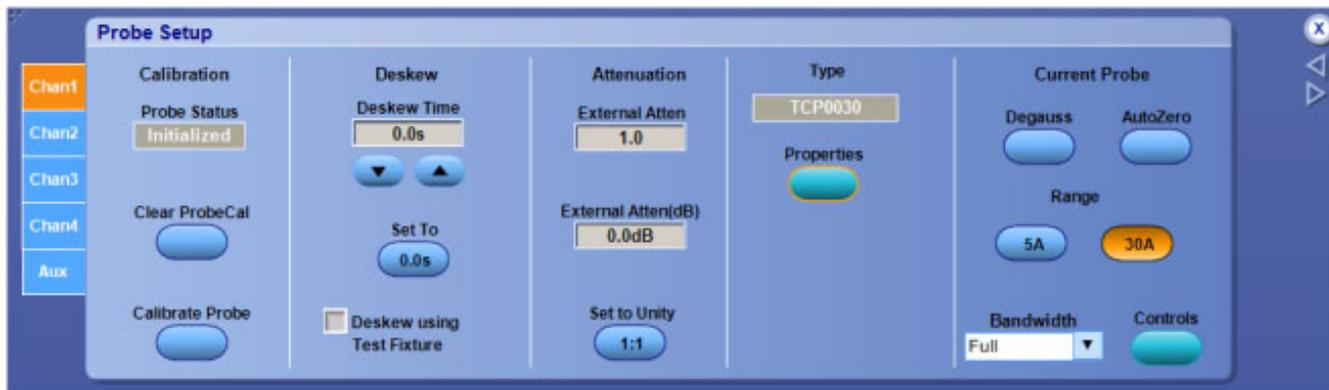 Probe Setup
X
Chan1
Chan2
Chan3
Chan4
Aux
Calibration
Probe Status
Initialized
Clear ProbeCal
Calibrate Probe
Deskew
Deskew Time
0.0s
Set To
0.0s
Deskew using
Test Fixture
Attenuation
External Atten
1.0
External Atten(dB)
0.0dB
Set to Unity
1:1
Type
TCP0030
Properties
Current Probe
Degauss AutoZero
Range
5A 30A
Bandwidth Controls
Full